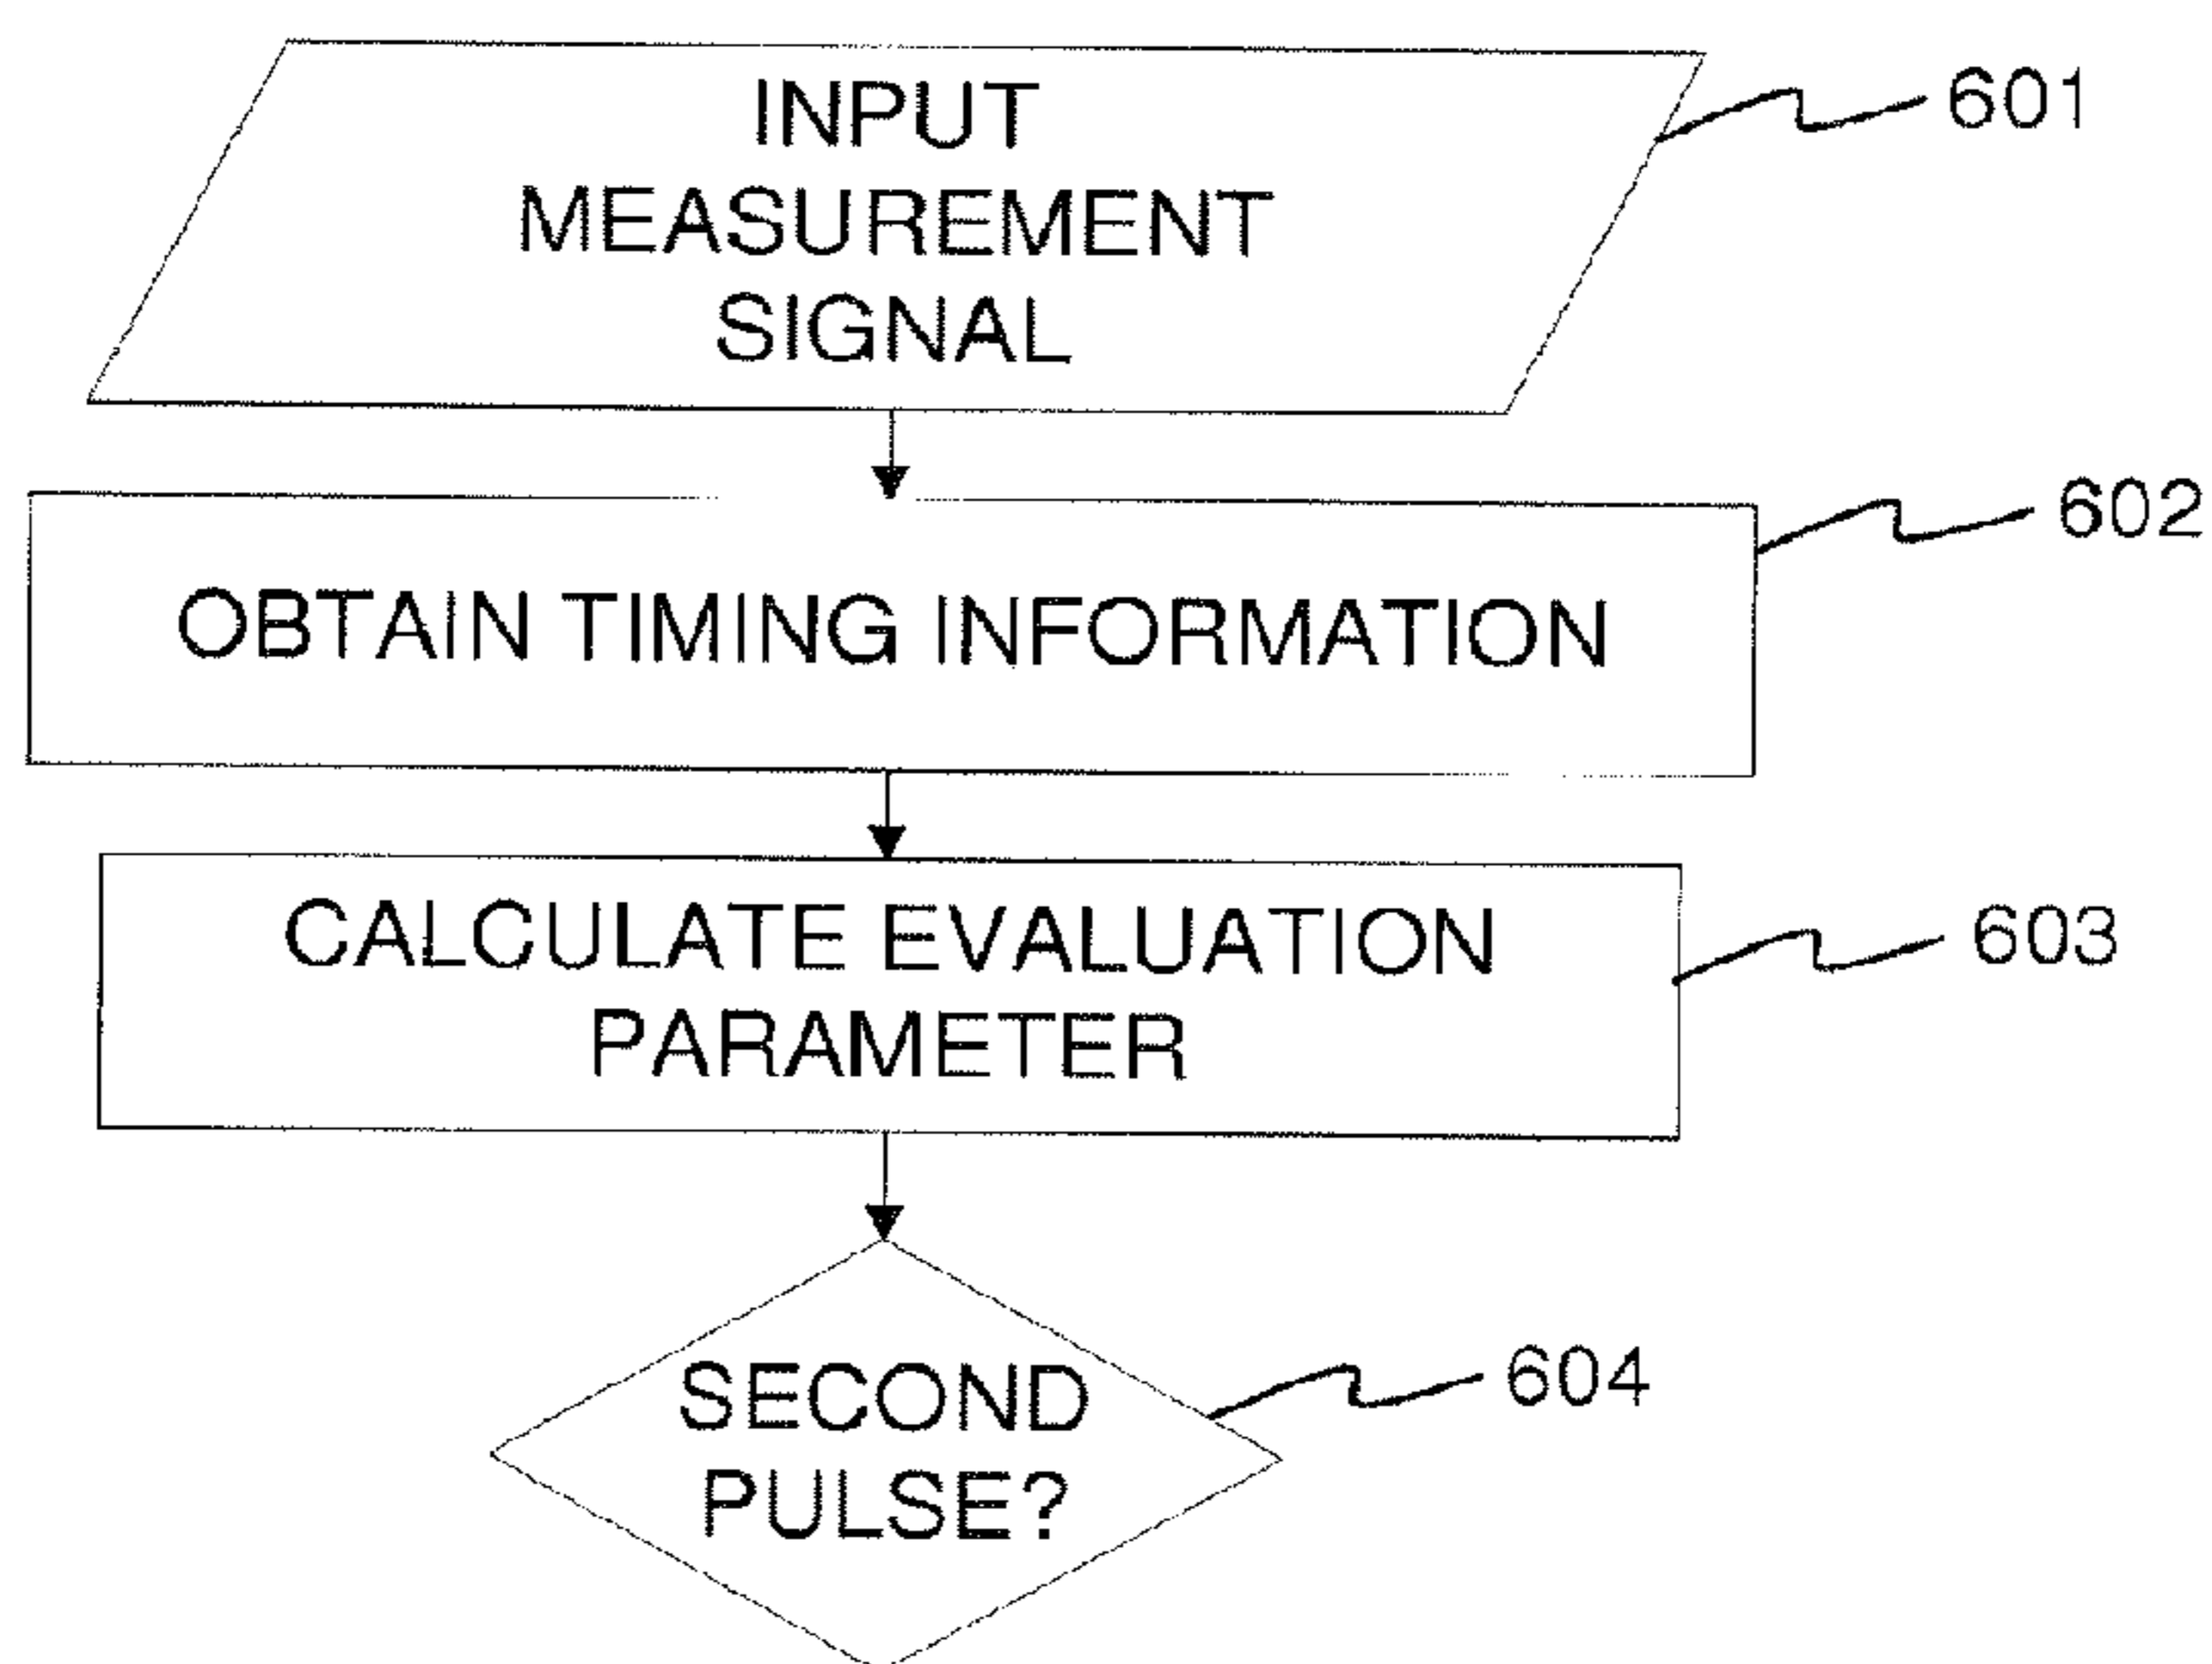 INPUT
MEASUREMENT
SIGNAL
601
OBTAIN TIMING INFORMATION
602
CALCULATE EVALUATION
PARAMETER
603
SECOND
PULSE?
604